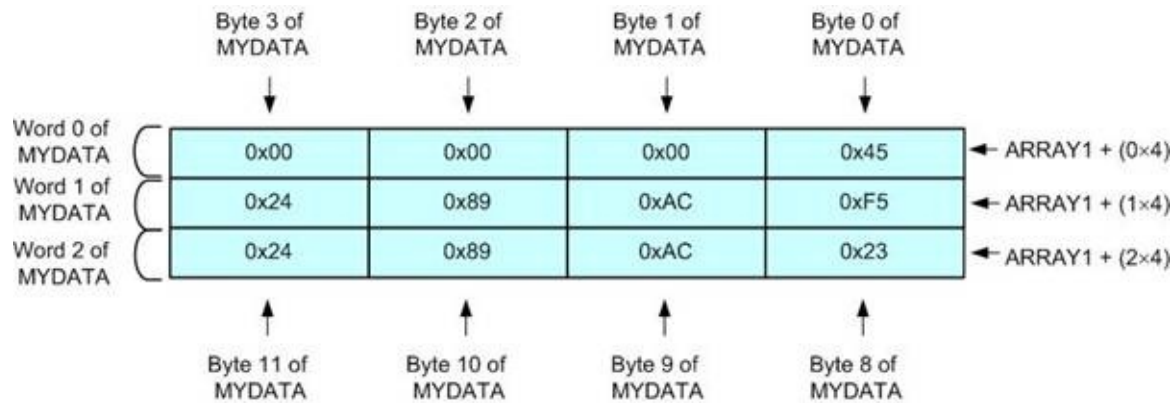 Byte 3 of MYDATA
Byte 2 of MYDATA
Byte 1 of MYDATA
Byte 0 of MYDATA
Word 0 of MYDATA
0x00 0x00 0x00 0x45
ARRAY1 + (0×4)
Word 1 of MYDATA
0x24 0x89 0xAC 0xF5
ARRAY1 + (1×4)
Word 2 of MYDATA
0x24 0x89 0xAC 0x23
ARRAY1 + (2×4)
Byte 11 of MYDATA
Byte 10 of MYDATA
Byte 9 of MYDATA
Byte 8 of MYDATA